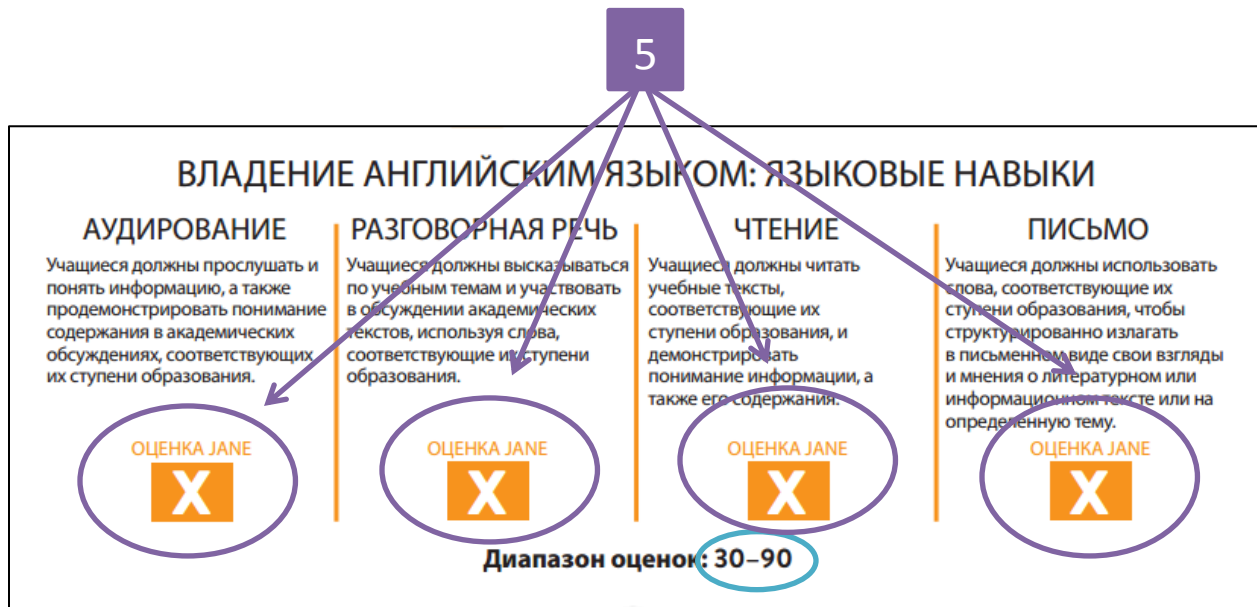 5
ВЛАДЕНИЕ АНГЛИЙСКИМ ЯЗЫКОМ: ЯЗЫКОВЫЕ НАВЫКИ
АУДИРОВАНИЕ
Учащиеся должны прослушать и
понять информацию, а также
продемонстрировать понимание
содержания в академических
обсуждениях, соответствующих
их ступени образования.
ОЦЕНКА JANE
X
РАЗГОВОРНАЯ РЕЧЬ
Учащиеся должны высказываться
по учебным темам и участвовать
в обсуждении академических
текстов, используя слова,
соответствующие их ступени
образования.
ОЦЕНКА JANE
X
ЧТЕНИЕ
Учащиеся должны читать
учебные тексты,
соответствующие их
ступени образования, и
демонстрировать
понимание информации, а
также его содержания.
ОЦЕНКА JANE
X
ПИСЬМО
Учащиеся должны использовать
слова, соответствующие их
ступени образования, чтобы
структурированно излагать
в письменном виде свои взгляды
и мнения о литературном или
информационном тексте или на
определенную тему.
ОЦЕНКА JANE
X
Диапазон оценок: 30–90